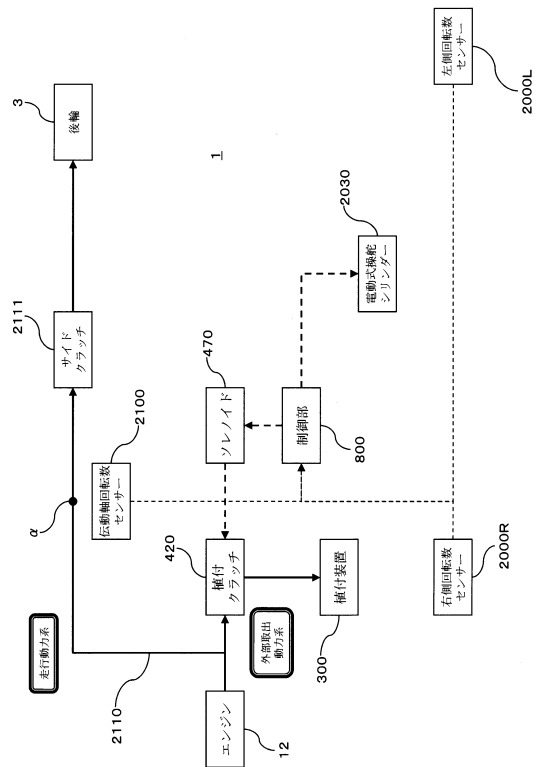 3
後輪
1
2111
サイド
クラッチ
2030
電動式操舵
シリンダー
左側回転数
センサー
2000L
2100
伝動軸回転数
センサー
α
470
ソレノイド
制御部
800
420
植付
クラッチ
植付装置
300
右側回転数
センサー
2000R
走行動力系
外部取出
動力系
2110
エンジン
12